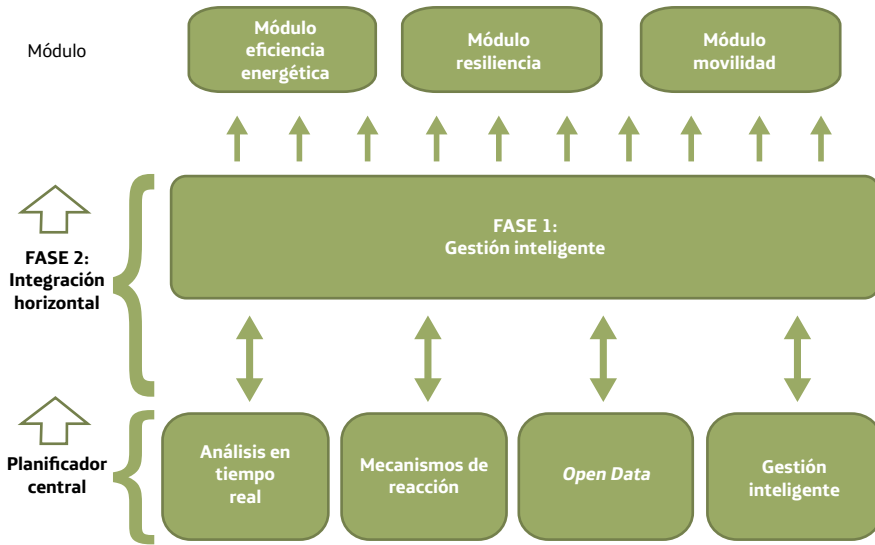 Módulo
Módulo
eficiencia
energética
Módulo
resiliencia
Módulo
movilidad
FASE 1:
Gestión inteligente
FASE 2:
Integración
horizontal
Planificador
central
Análisis en
tiempo
real
Mecanismos de
reacción
Open Data
Gestión
inteligente